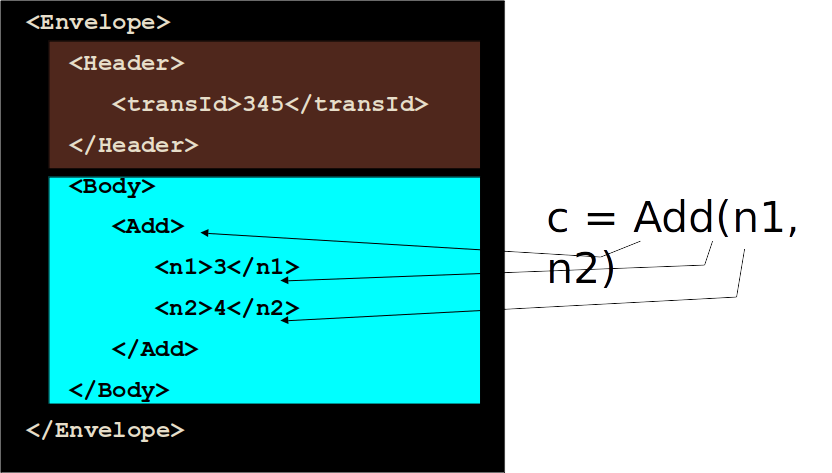 <Envelope>
<Header>
<transId>345</transId>
</Header>
<Body>
<Add>
<n1>3</n1>
<n2>4</n2>
</Add>
</Body>
</Envelope>
c = Add(n1,
n2)